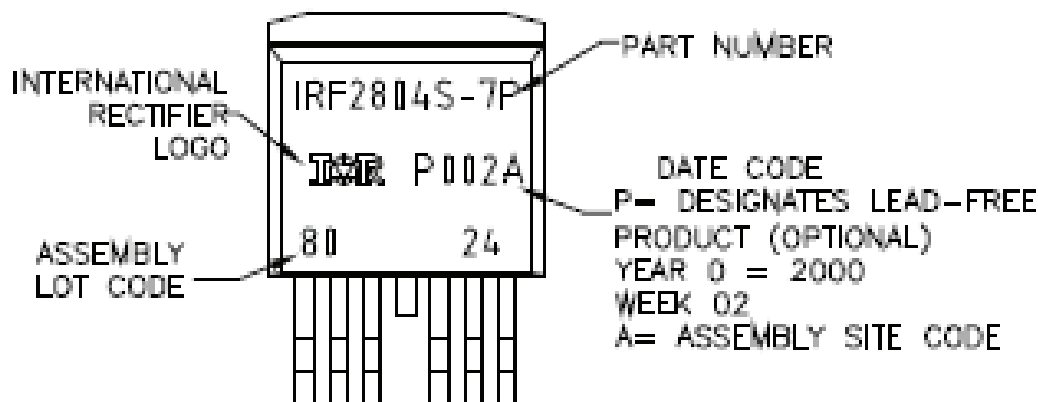 PART NUMBER
INTERNATIONAL
RECTIFIER
LOGO
IRF2804S-7P
IOR P002A
80 24
ASSEMBLY
LOT CODE
DATE CODE
P= DESIGNATES LEAD-FREE
PRODUCT (OPTIONAL)
YEAR 0 = 2000
WEEK 02
A= ASSEMBLY SITE CODE